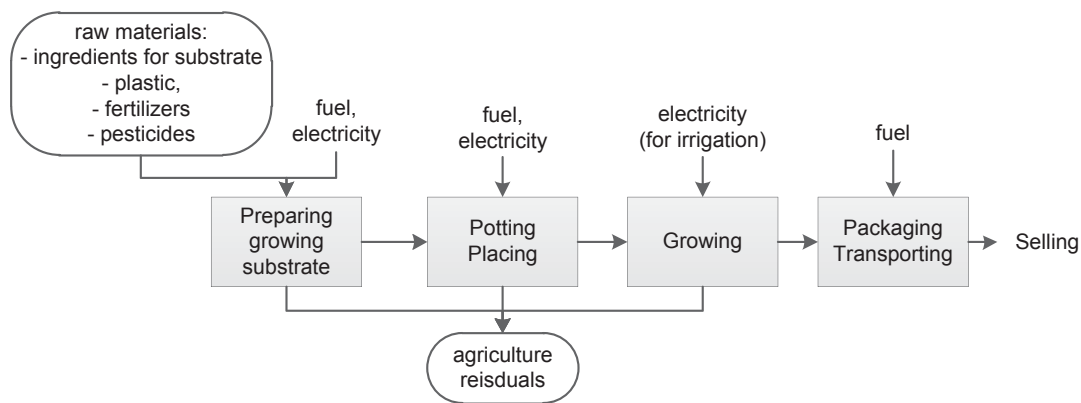 raw materials:
- ingredients for substrate
- plastic,
- fertilizers
- pesticides
fuel,
electricity
fuel,
electricity
electricity
(for irrigation)
fuel
Preparing
growing
substrate
Potting
Placing
Growing
Packaging
Transporting
Selling
agriculture
reisduals